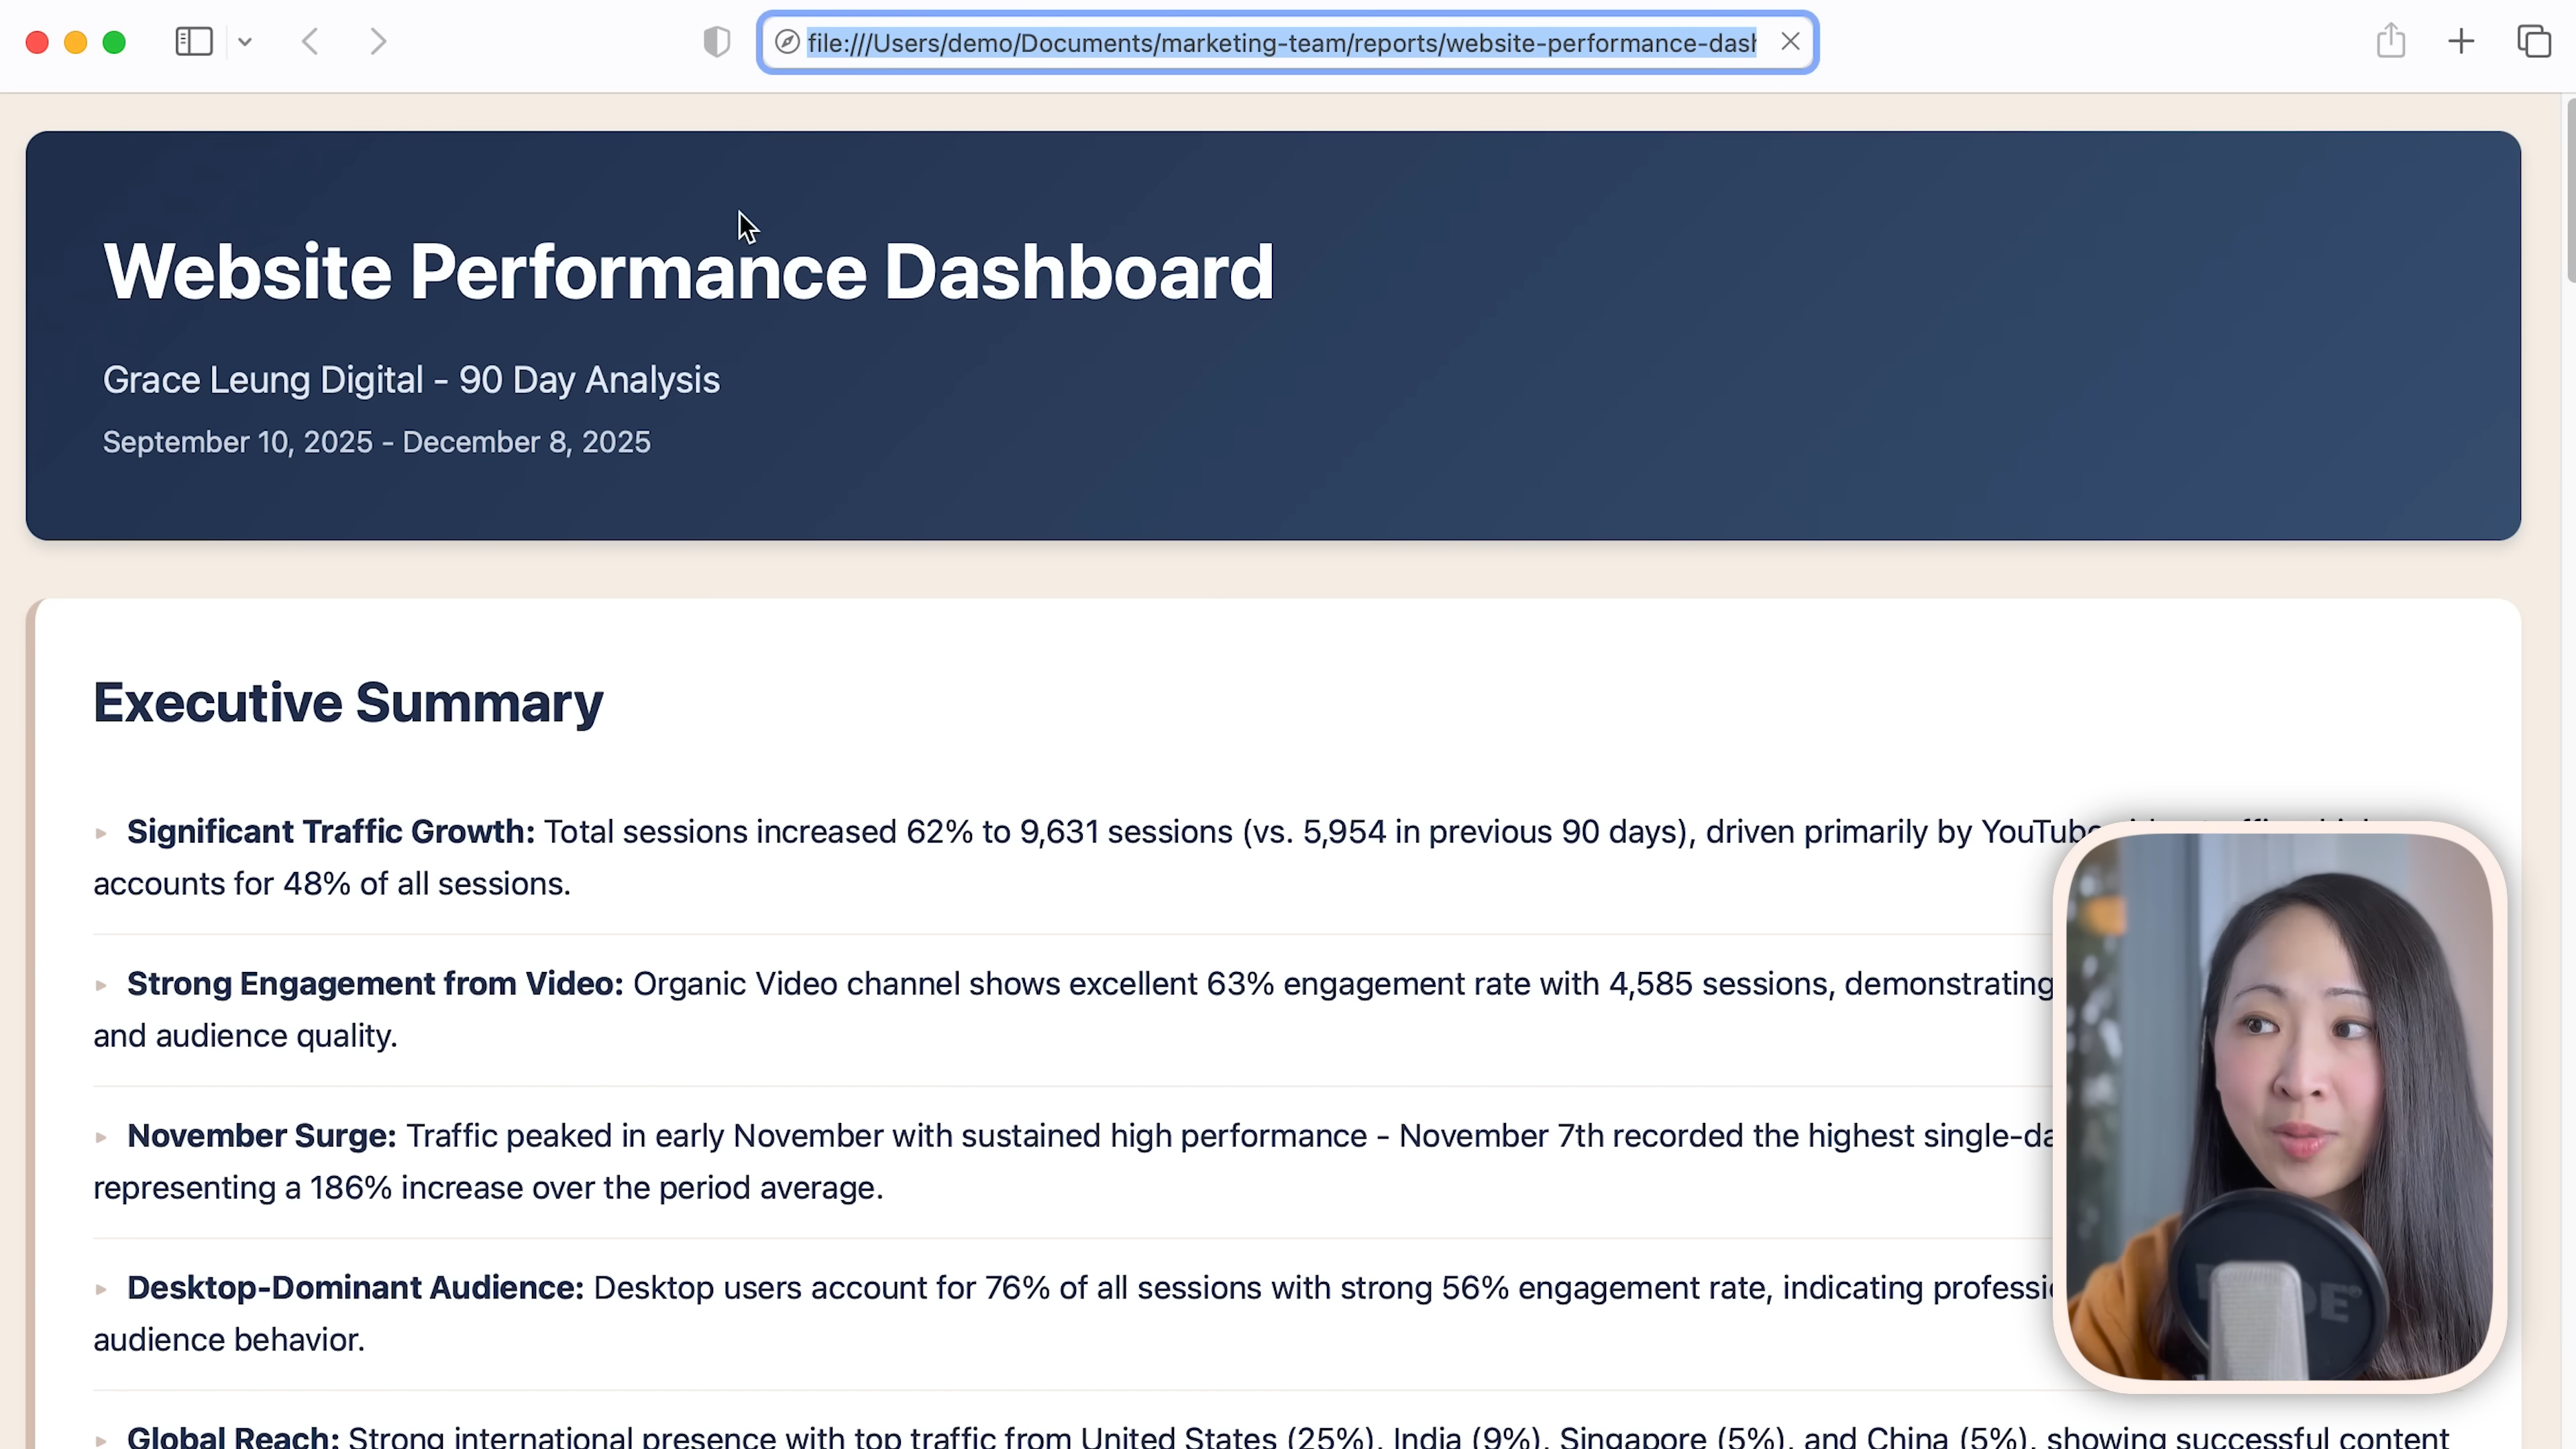 file:///Users/demo/Documents/marketing-team/reports/website-performance-dash
Website Performance Dashboard
Grace Leung Digital - 90 Day Analysis
September 10, 2025 - December 8, 2025
Executive Summary
Significant Traffic Growth: Total sessions increased 62% to 9,631 sessions (vs. 5,954 in previous 90 days), driven primarily by YouTube
accounts for 48% of all sessions.
Strong Engagement from Video: Organic Video channel shows excellent 63% engagement rate with 4,585 sessions, demonstrating
and audience quality.
November Surge: Traffic peaked in early November with sustained high performance - November 7th recorded the highest single-da
representing a 186% increase over the period average.
Desktop-Dominant Audience: Desktop users account for 76% of all sessions with strong 56% engagement rate, indicating professi
audience behavior.
Global Reach: Strong international presence with top traffic from United States (25%), India (9%), Singapore (5%), and China (5%), showing successful content